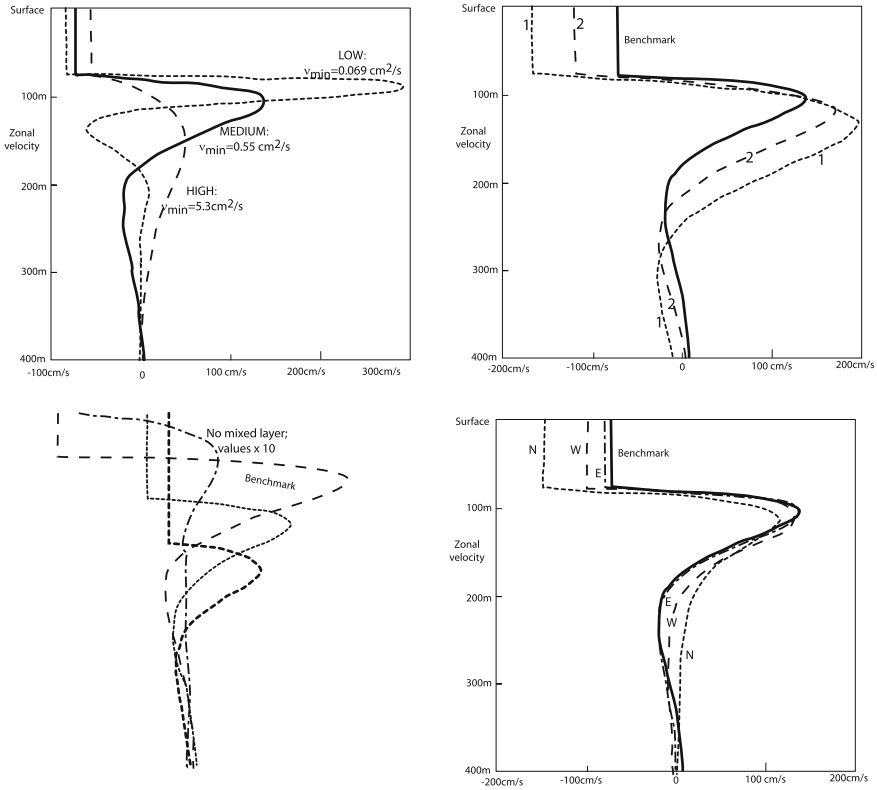 Surface
LOW:
νmin=0.069 cm2/s
100m
Zonal
velocity
MEDIUM:
νmin=0.55 cm2/s
200m
HIGH:
νmin=5.3cm2/s
300m
400m
-100cm/s
0
100 cm/s
200cm/s
300cm/s
Surface
1
2
Benchmark
100m
Zonal
velocity
2
1
200m
300m
2
1
400m
-200cm/s
-100cm/s
0
100 cm/s
200cm/s
No mixed layer;
values x 10
Benchmark
Surface
N
W
E
Benchmark
100m
Zonal
velocity
200m
E
W
N
300m
400m
-200cm/s
-100cm/s
0
100 cm/s
200cm/s